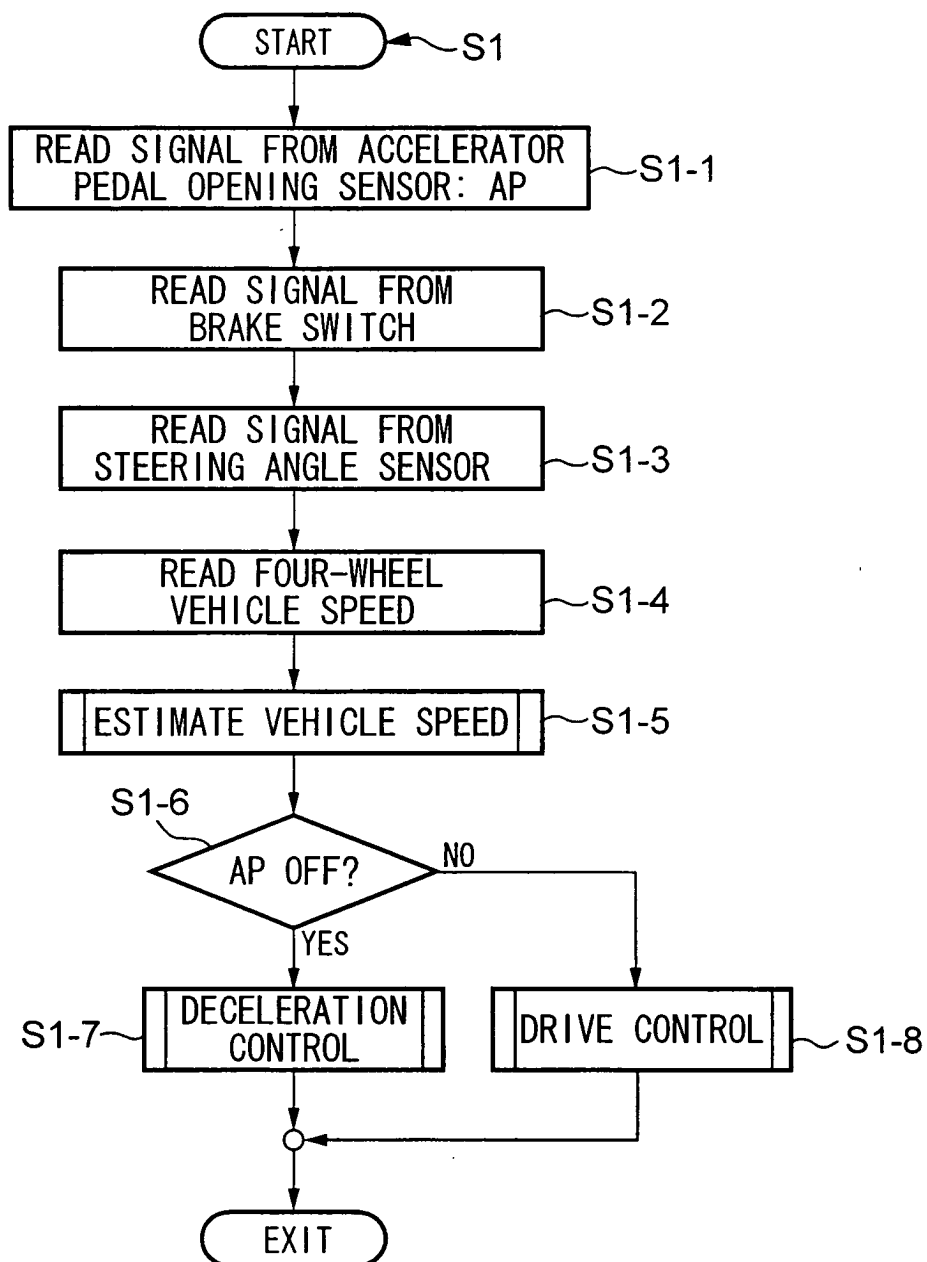 START
S1
READ SIGNAL FROM ACCELERATOR
PEDAL OPENING SENSOR: AP
S1-1
READ SIGNAL FROM
BRAKE SWITCH
S1-2
READ SIGNAL FROM
STEERING ANGLE SENSOR
S1-3
READ FOUR-WHEEL
VEHICLE SPEED
S1-4
ESTIMATE VEHICLE SPEED
S1-5
S1-6
AP OFF?
NO
YES
S1-7
DECELERATION
CONTROL
DRIVE CONTROL
S1-8
EXIT